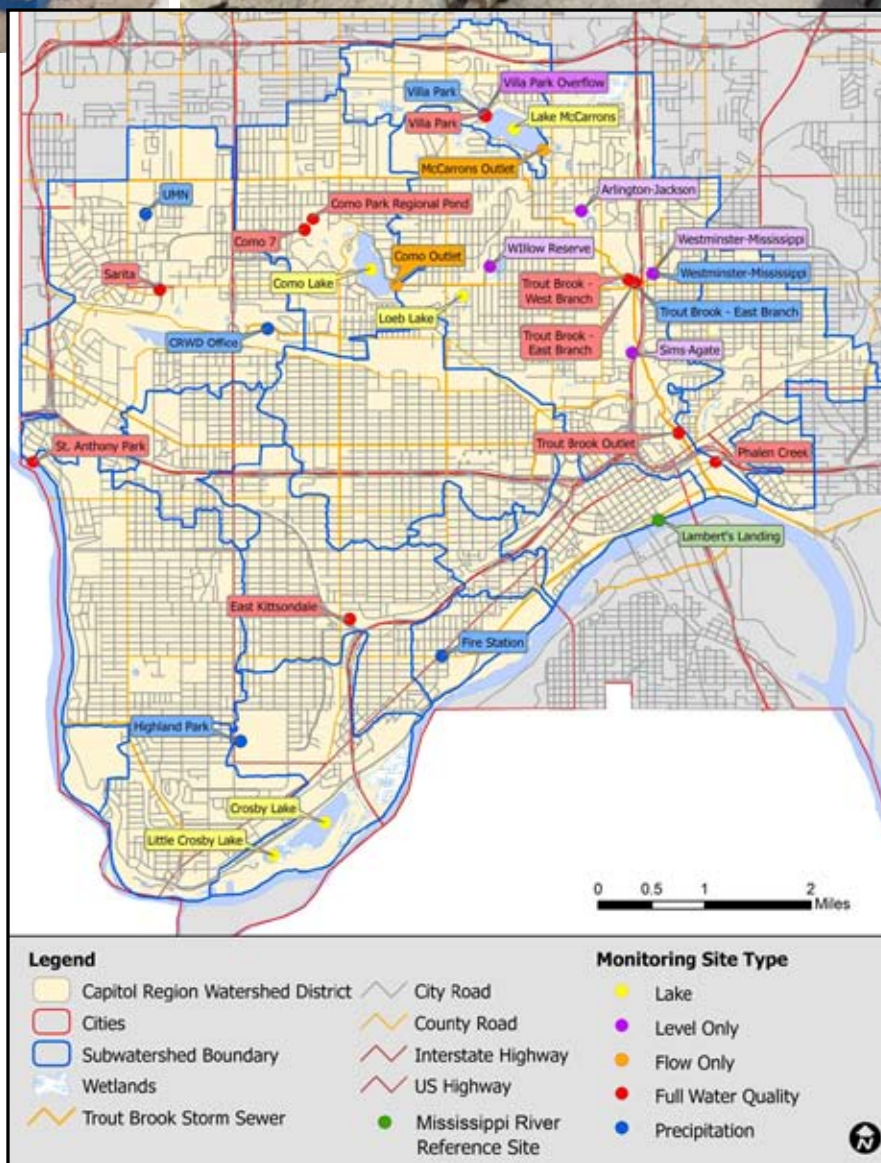 Villa Park
Villa Park Overflow
Villa Park
Lake McCarrons
McCarrons Outlet
UMN
Como Park Regional Pond
Arlington-Jackson
Como 7
Sarita
Como Lake
Como Outlet
WIllow Reserve
Westminster-Mississippi
Westminster-Mississippi
Trout Brook -
West Branch
Loeb Lake
Trout Brook - East Branch
CRWD Office
Trout Brook -
East Branch
Sims-Agate
St. Anthony Park
Trout Brook Outlet
Phalen Creek
Lambert's Landing
East Kittsondale
Fire Station
Highland Park
Crosby Lake
Little Crosby Lake
0 0.5 1 2
Miles
Legend
Capitol Region Watershed District
Cities
Subwatershed Boundary
Wetlands
Trout Brook Storm Sewer
City Road
County Road
Interstate Highway
US Highway
Mississippi River
Reference Site
Monitoring Site Type
Lake
Level Only
Flow Only
Full Water Quality
Precipitation
N